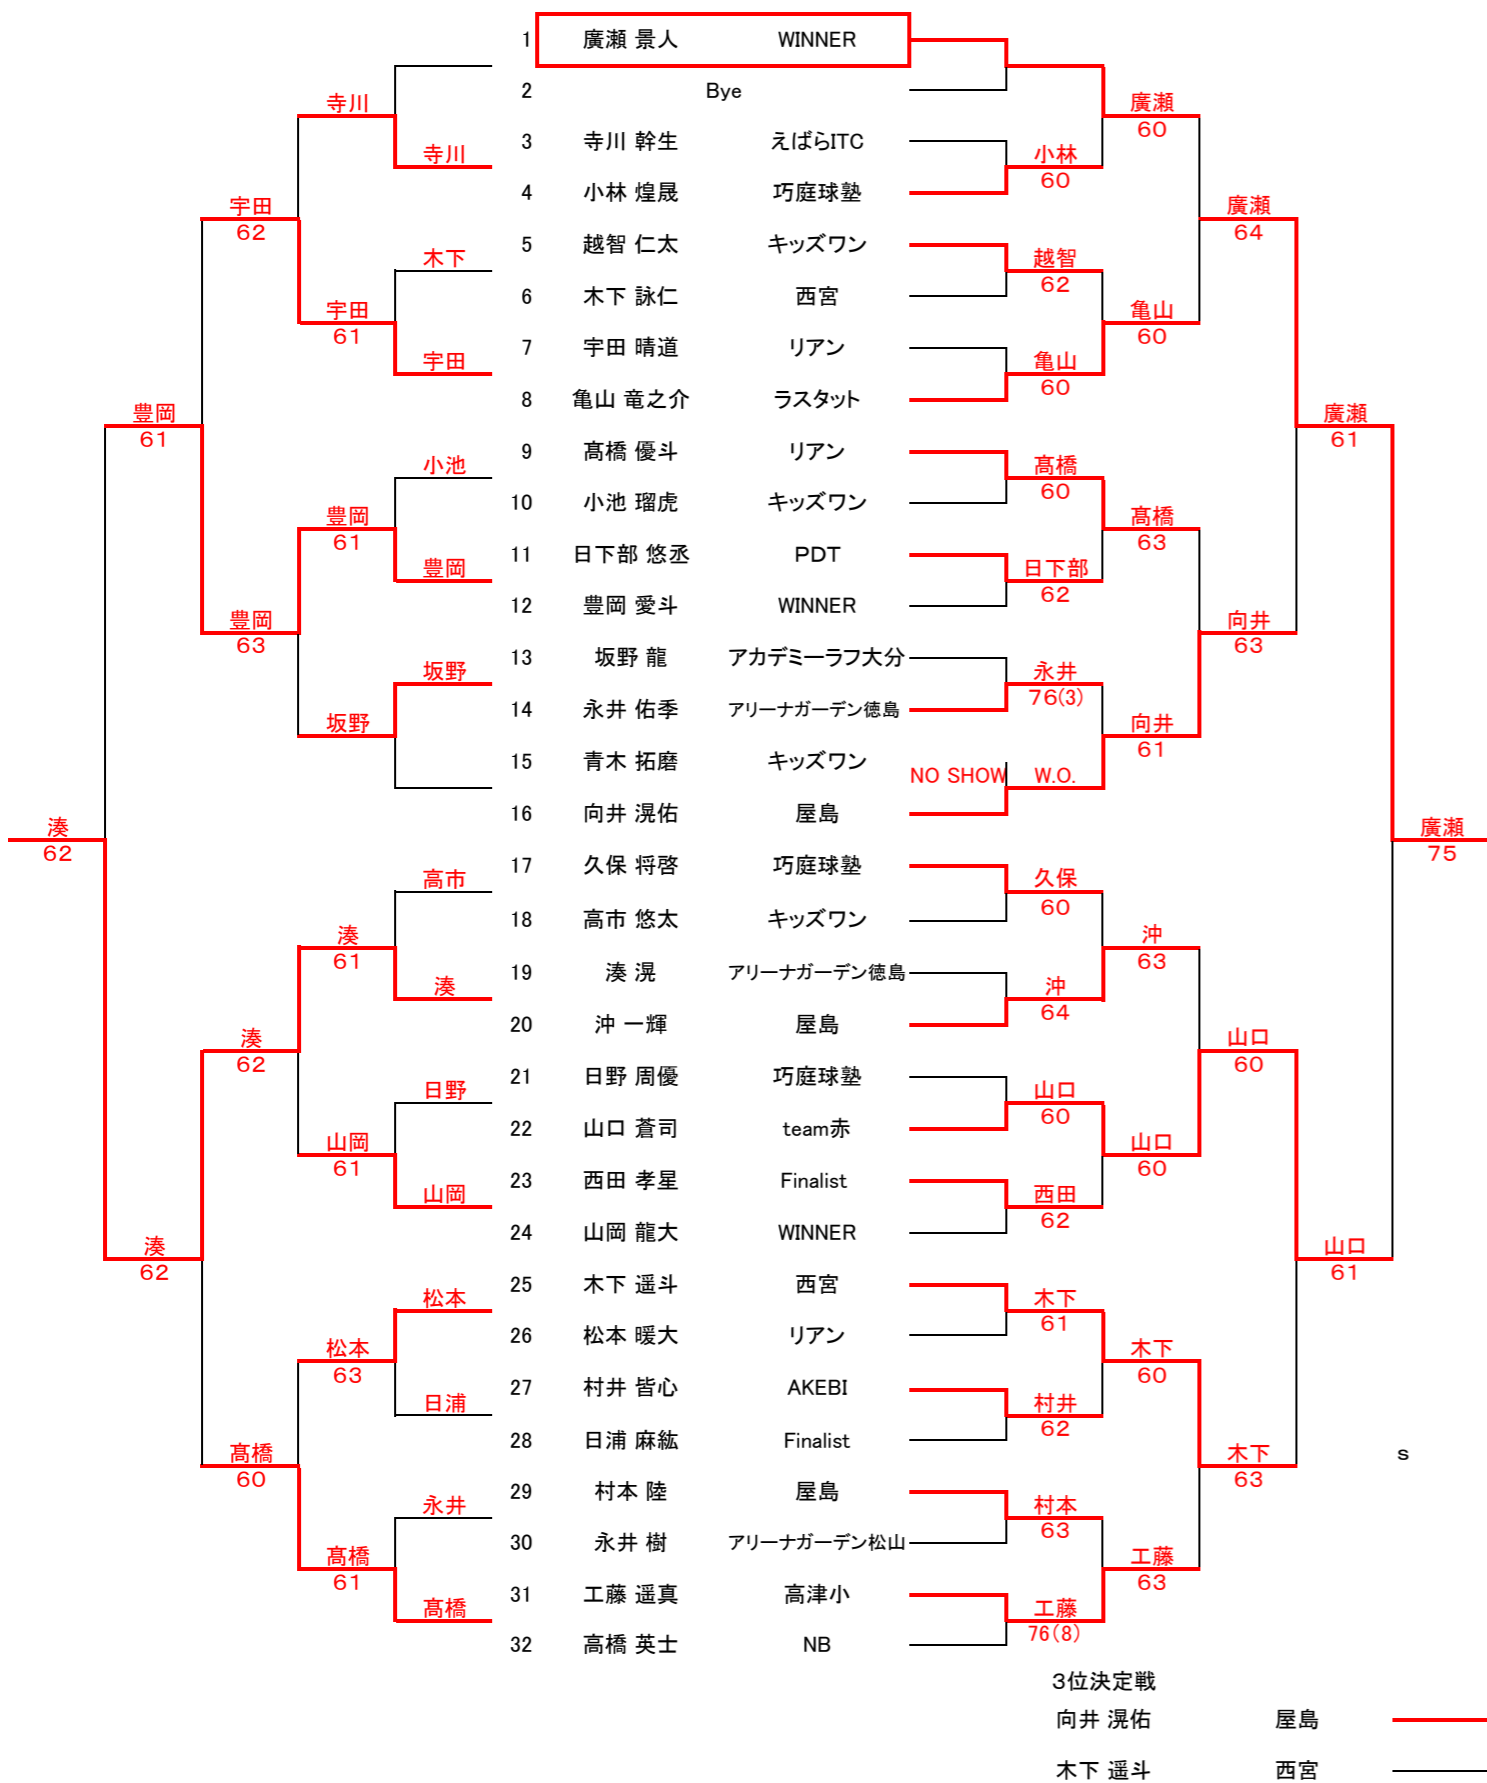 1 廣瀬 景人 WINNER
2 Bye 寺川 廣瀬 60
3 寺川 幹生 えばらITC 寺川 小林 60
4 小林 煌晟 巧庭球塾
宇田 62 廣瀬 64
5 越智 仁太 キッズワン 木下 越智 62
6 木下 詠仁 西宮 宇田 61 亀山 60
7 宇田 晴道 リアン 宇田 亀山 60
8 亀山 竜之介 ラスタット
豊岡 61 廣瀬 61
9 髙橋 優斗 リアン 小池 髙橋 60
10 小池 瑠虎 キッズワン 豊岡 61 髙橋 63
11 日下部 悠丞 PDT 豊岡 日下部 62
12 豊岡 愛斗 WINNER
豊岡 63 向井 63
13 坂野 龍 アカデミーラフ大分 坂野 永井 76(3)
14 永井 佑季 アリーナガーデン徳島 坂野 向井 61
15 青木 拓磨 キッズワン NO SHOW W.O.
16 向井 滉佑 屋島
湊 62 廣瀬 75
17 久保 将啓 巧庭球塾 高市 久保 60
18 高市 悠太 キッズワン 湊 61 沖 63
19 湊 滉 アリーナガーデン徳島 湊 沖 64
20 沖 一輝 屋島
湊 62 山口 60
21 日野 周優 巧庭球塾 日野 山口 60
22 山口 蒼司 team赤 山岡 61 山口 60
23 西田 孝星 Finalist 山岡 西田 62
24 山岡 龍大 WINNER
湊 62 山口 61
25 木下 遥斗 西宮 松本 木下 61
26 松本 暖大 リアン 松本 63 木下 60
27 村井 皆心 AKEBI 日浦 村井 62
28 日浦 麻紘 Finalist
髙橋 60 木下 63 s
29 村本 陸 屋島 永井 村本 63
30 永井 樹 アリーナガーデン松山 髙橋 61 工藤 63
31 工藤 遥真 高津小 髙橋 工藤 76(8)
32 高橋 英士 NB
3位決定戦
向井 滉佑 屋島
木下 遥斗 西宮